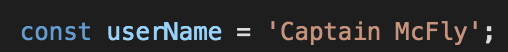 const userName = 'Captain McFly';